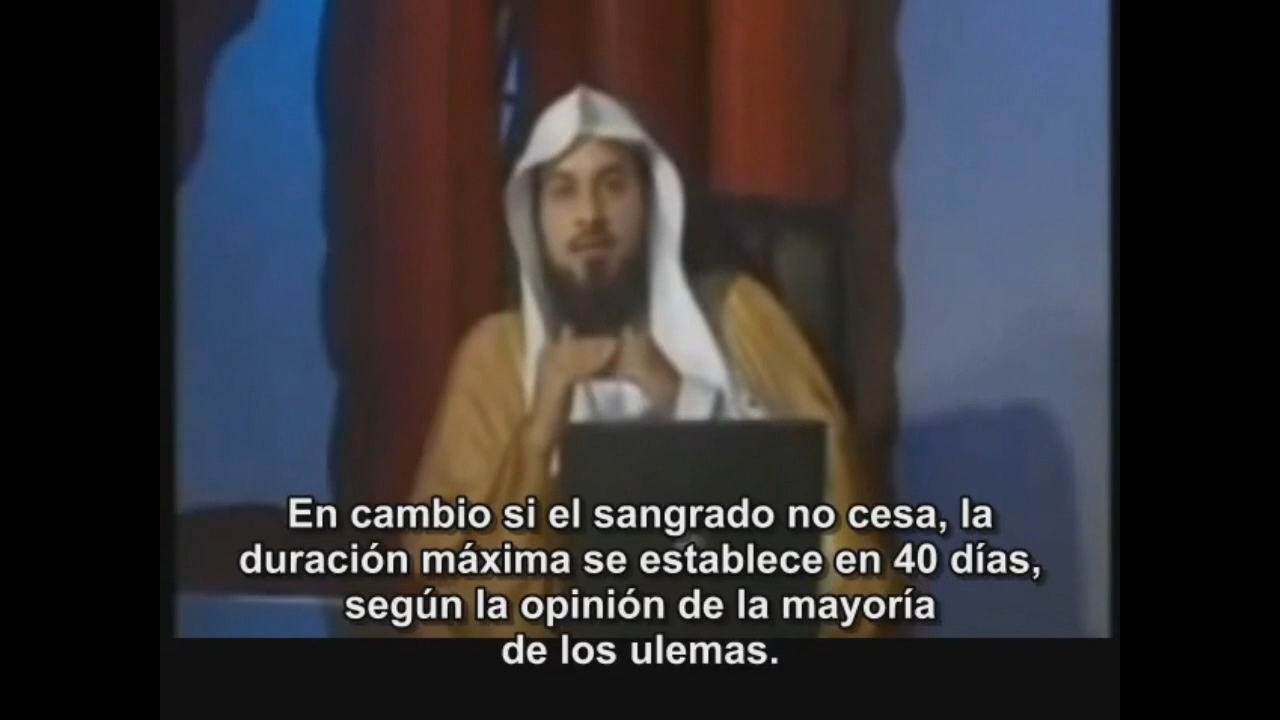 En cambio si el sangrado no cesa, la
duración máxima se establece en 40 días,
según la opinión de la mayoría
de los ulemas.